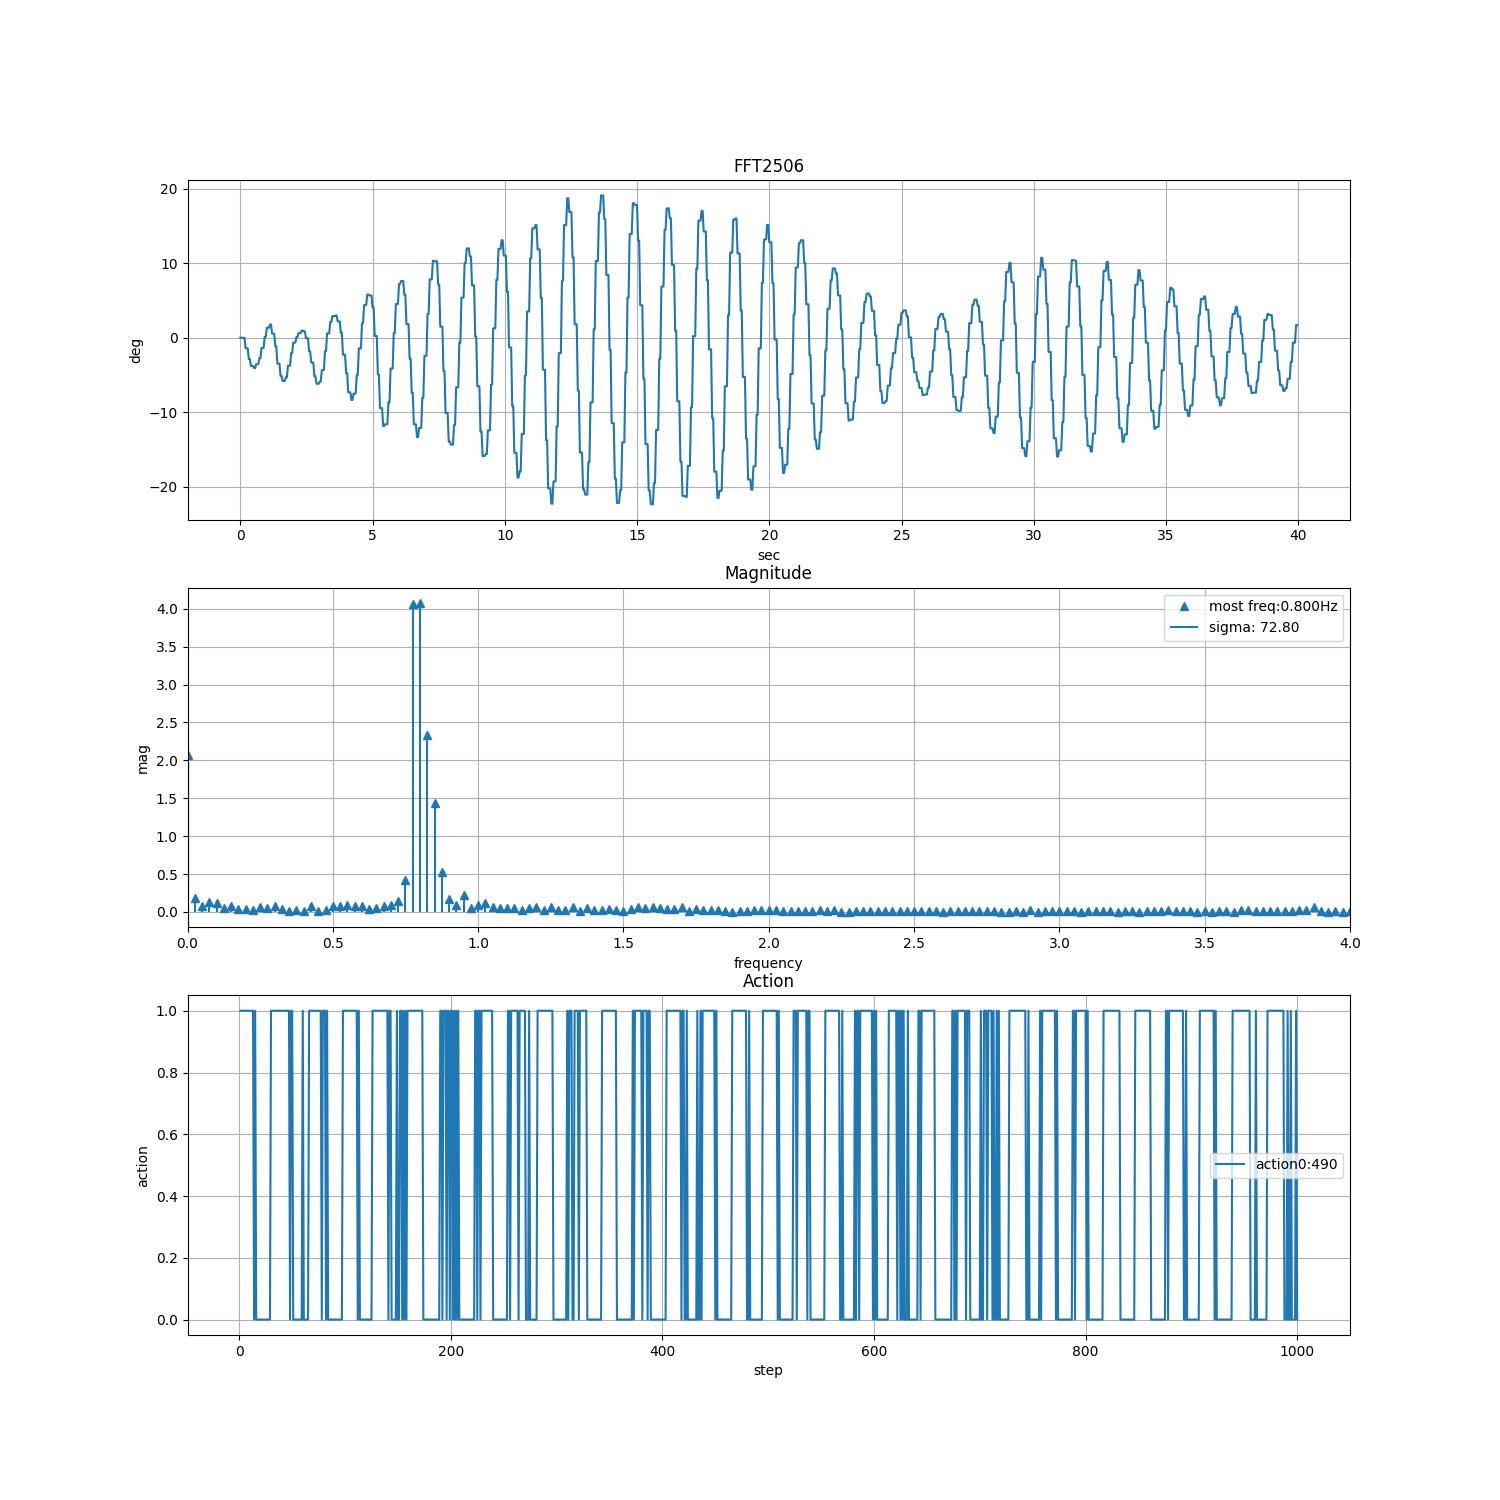 FFT2506
20
10
0
−10
−20
deg
0 5 10 15 20 25 30 35 40
sec
Magnitude
4.0
3.5
3.0
2.5
2.0
1.5
1.0
0.5
0.0
mag
most freq:0.800Hz
sigma: 72.80
0.0 0.5 1.0 1.5 2.0 2.5 3.0 3.5 4.0
frequency
Action
1.0
0.8
0.6
0.4
0.2
0.0
action
action0:490
0 200 400 600 800 1000
step